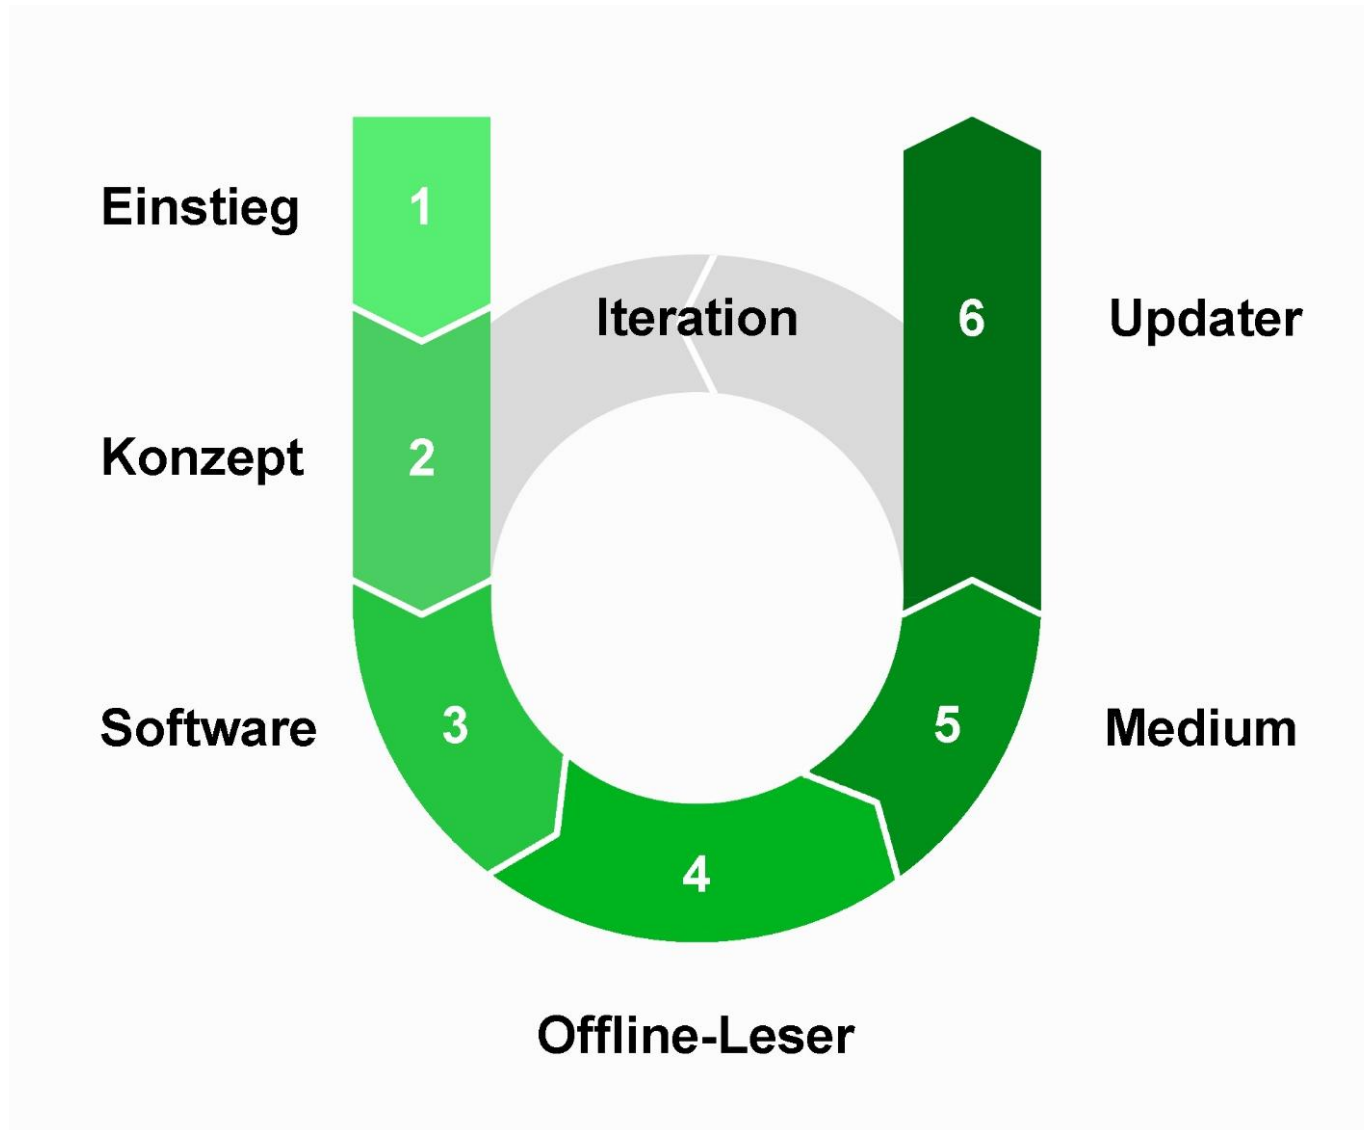 Einstieg 1
Iteration 6 Updater
Konzept 2
Software 3 5 Medium
4
Offline-Leser